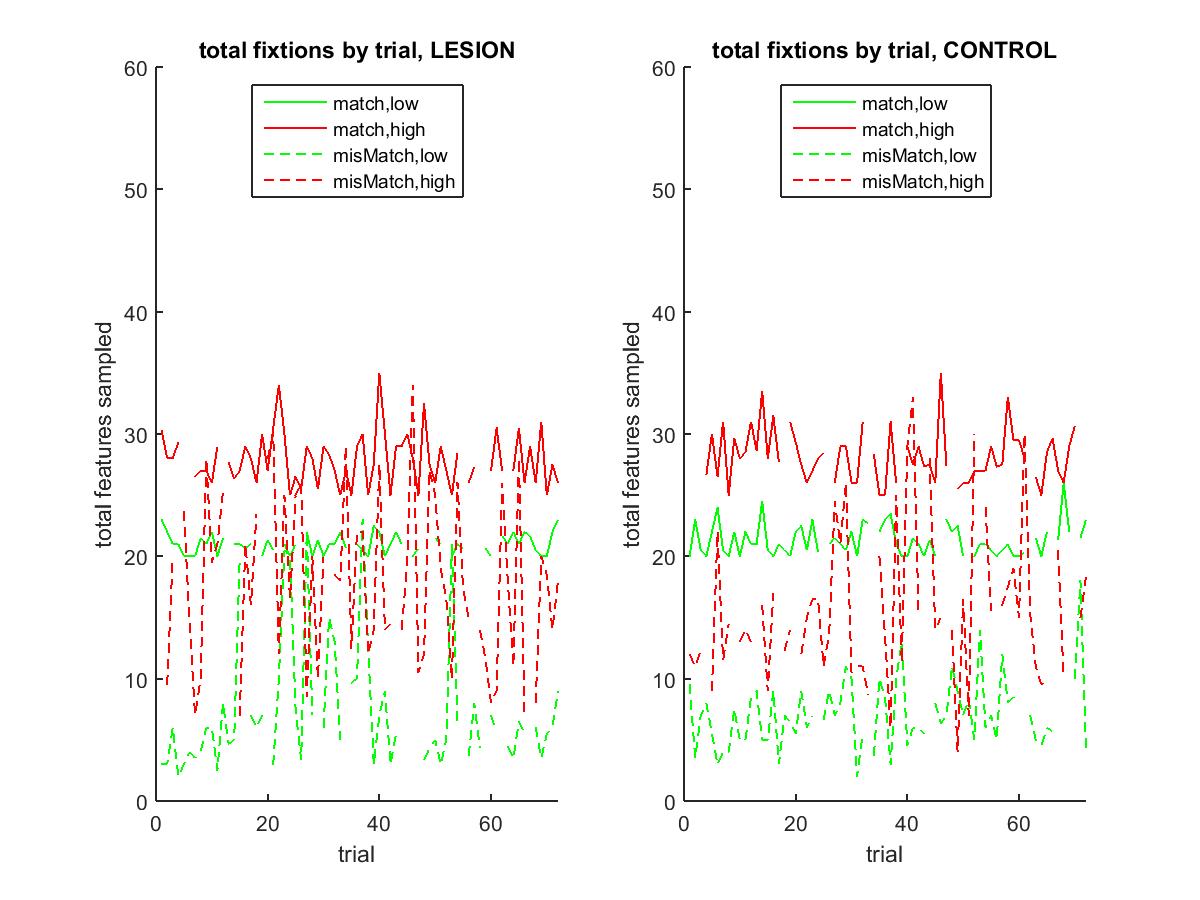 total fixtions by trial, LESION
60
50
40
30
20
10
0
0 20 40 60
total features sampled
trial
match,low
match,high
misMatch,low
misMatch,high
total fixtions by trial, CONTROL
60
50
40
30
20
10
0
0 20 40 60
total features sampled
trial
match,low
match,high
misMatch,low
misMatch,high